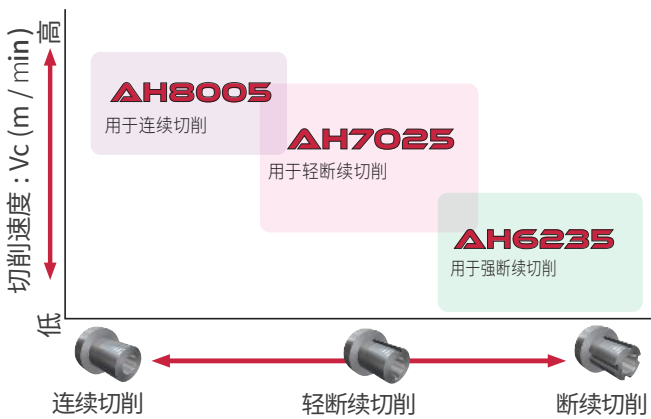 高
切削速度 : Vc (m / min)
低
AH8005
用于连续切削
AH7025
用于轻断续切削
AH6235
用于强断续切削
连续切削
轻断续切削
断续切削